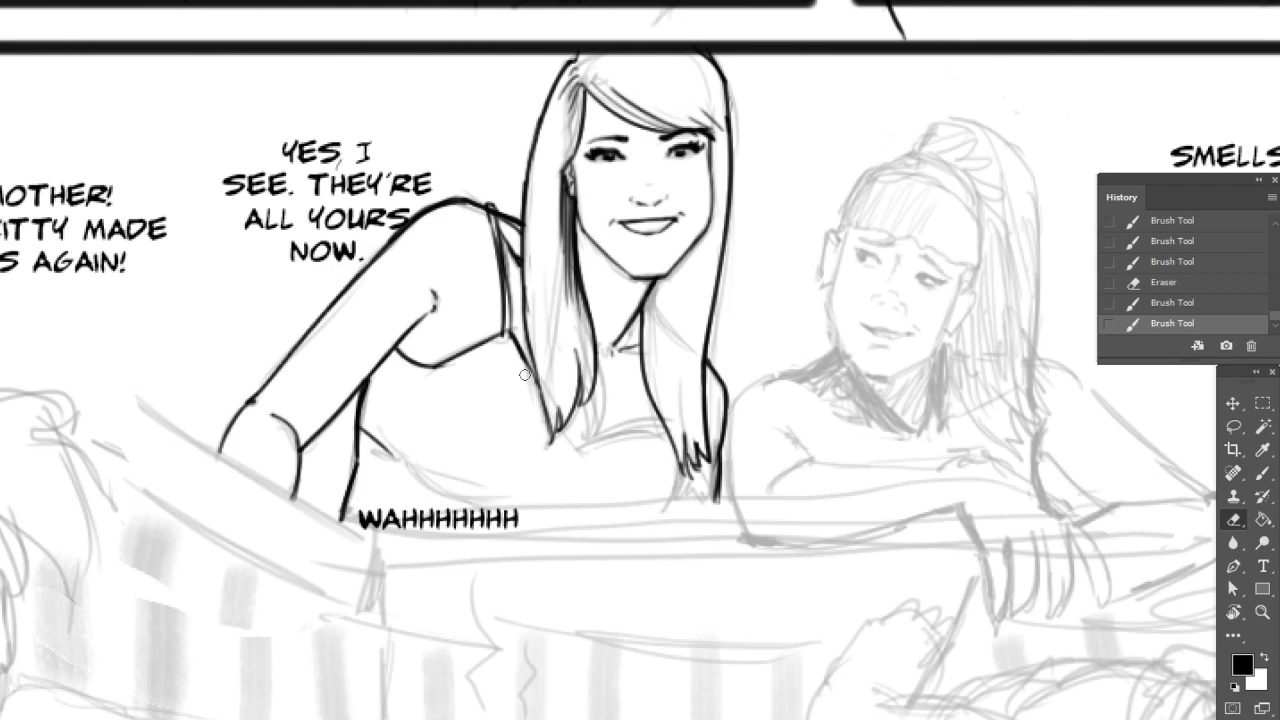 MOTHER!
ITTY MADE
S AGAIN!
YES, I
SEE. THEY'RE
ALL YOURS
NOW.
WAHHHHHHH
SMELLS
History
Brush Tool
Brush Tool
Brush Tool
Eraser
Brush Tool
Brush Tool